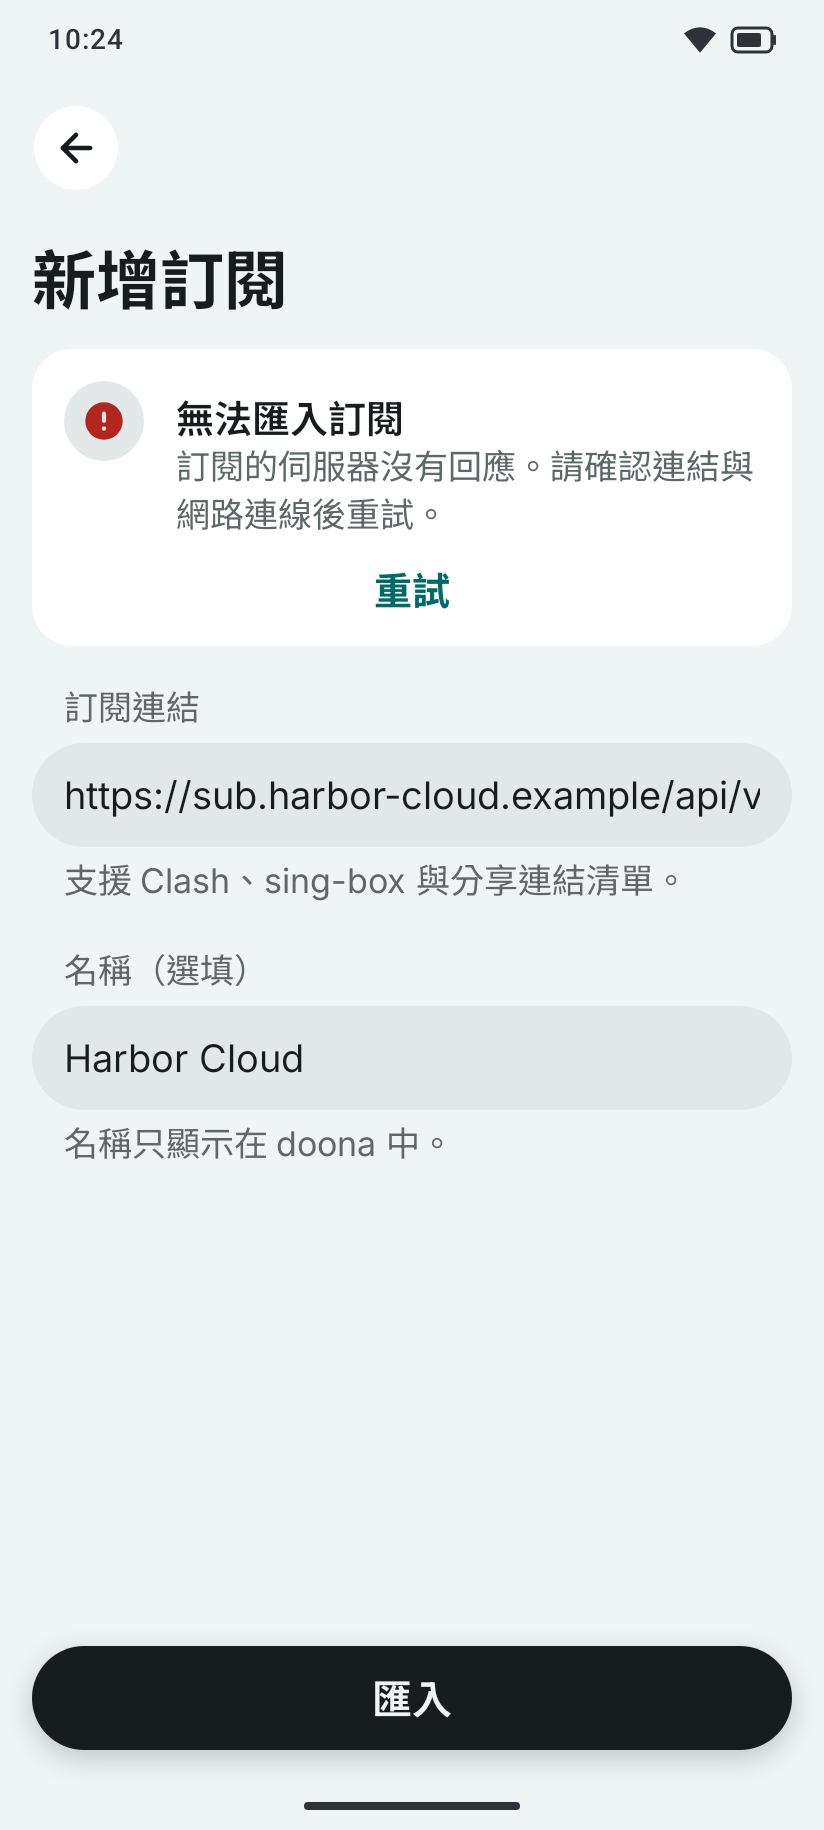 10:24
新增訂閱
無法匯入訂閱
訂閱的伺服器沒有回應。請確認連結與
網路連線後重試。
重試
訂閱連結
https://sub.harbor-cloud.example/api/v
支援 Clash、sing-box 與分享連結清單。
名稱（選填）
Harbor Cloud
名稱只顯示在 doona 中。
匯入